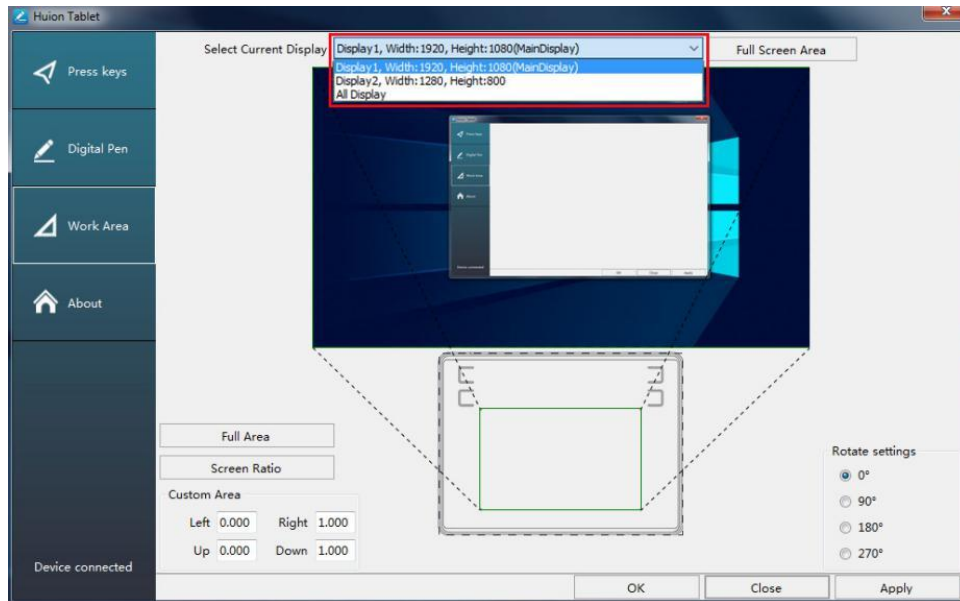 Huion Tablet
Select Current Display
Display1, Width:1920, Height:1080(MainDisplay)
Full Screen Area
Display1, Width:1920, Height:1080(MainDisplay)
Display2, Width:1280, Height:800
All Display
Press keys
Digital Pen
Work Area
About
Device connected
Full Area
Screen Ratio
Custom Area
Left 0.000 Right 1.000
Up 0.000 Down 1.000
Rotate settings
0°
90°
180°
270°
OK
Close
Apply